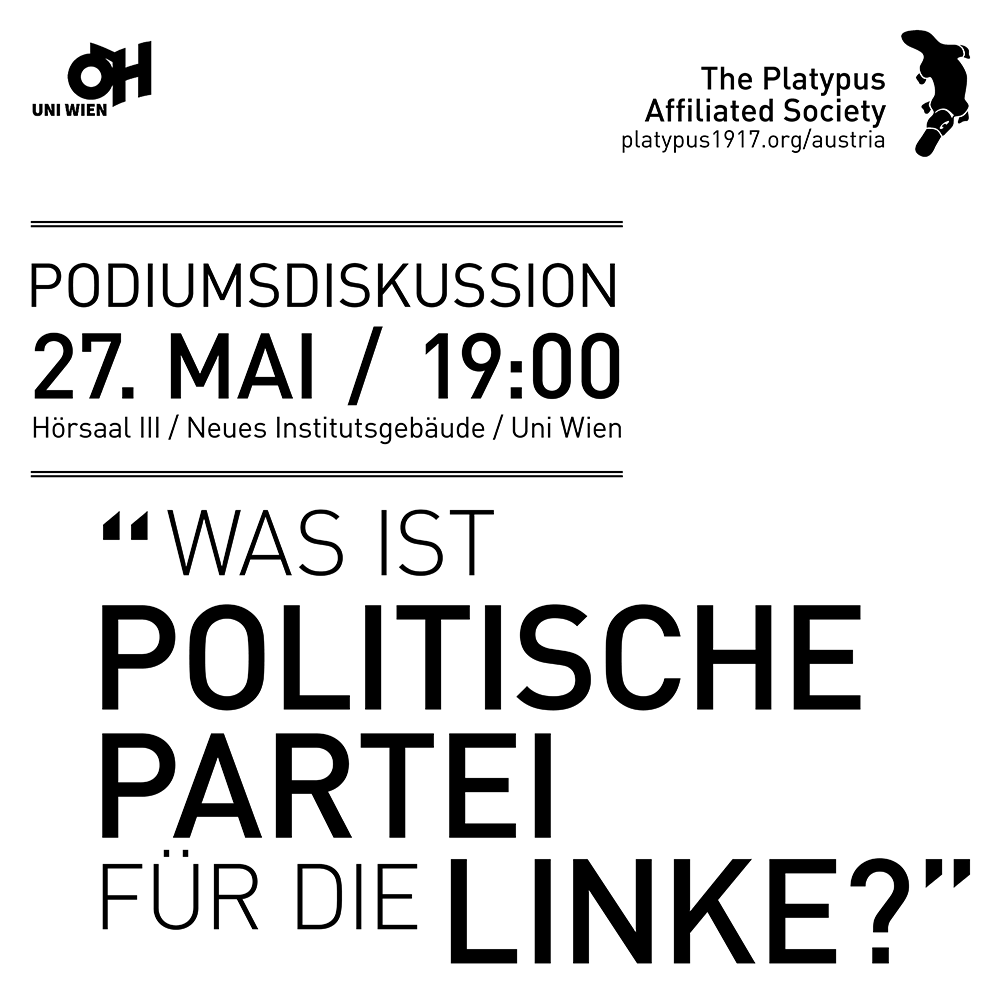 ÖH
UNI WIEN
The Platypus
Affiliated Society
platypus1917.org/austria
PODIUMSDISKUSSION
27. MAI / 19:00
Hörsaal III / Neues Institutsgebäude / Uni Wien
“WAS IST
POLITISCHE
PARTEI
FÜR DIE LINKE?”